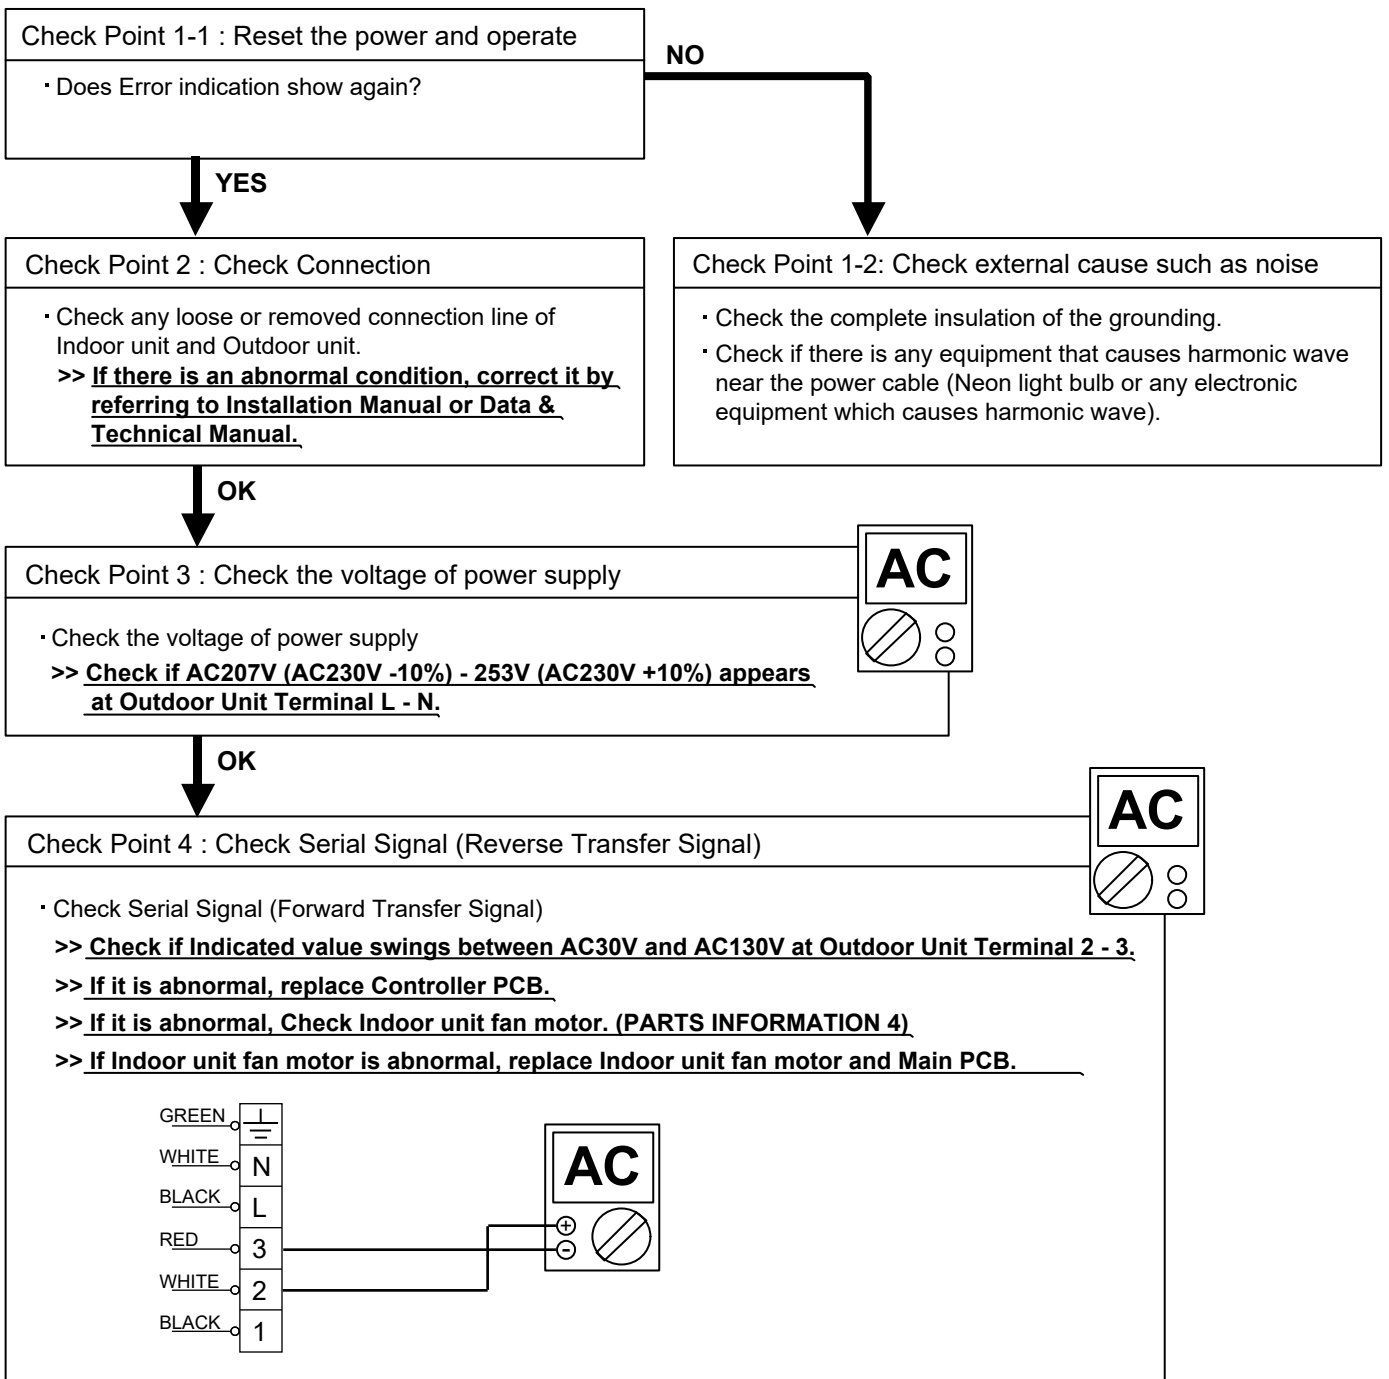 Check Point 1-1 : Reset the power and operate
NO
· Does Error indication show again?
YES
Check Point 2 : Check Connection
· Check any loose or removed connection line of
Indoor unit and Outdoor unit.
>> If there is an abnormal condition, correct it by
referring to Installation Manual or Data &
Technical Manual.
Check Point 1-2: Check external cause such as noise
· Check the complete insulation of the grounding.
· Check if there is any equipment that causes harmonic wave
near the power cable (Neon light bulb or any electronic
equipment which causes harmonic wave).
OK
Check Point 3 : Check the voltage of power supply
AC
· Check the voltage of power supply
>> Check if AC207V (AC230V -10%) - 253V (AC230V +10%) appears
at Outdoor Unit Terminal L - N.
OK
Check Point 4 : Check Serial Signal (Reverse Transfer Signal)
AC
· Check Serial Signal (Forward Transfer Signal)
>> Check if Indicated value swings between AC30V and AC130V at Outdoor Unit Terminal 2 - 3.
>> If it is abnormal, replace Controller PCB.
>> If it is abnormal, Check Indoor unit fan motor. (PARTS INFORMATION 4)
>> If Indoor unit fan motor is abnormal, replace Indoor unit fan motor and Main PCB.
GREEN
WHITE N
BLACK L
RED 3
WHITE 2
BLACK 1
AC
+
-